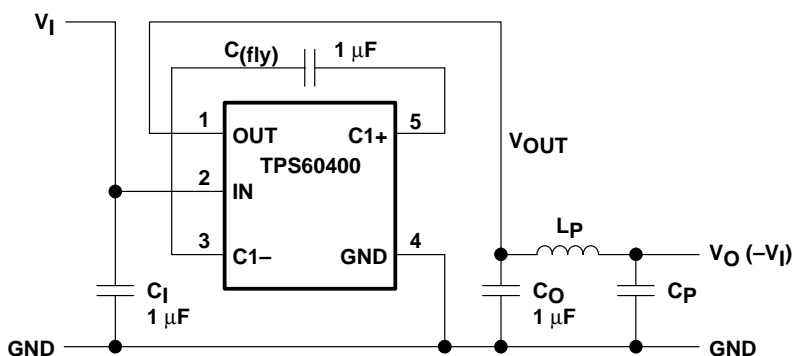 VI
C(fly)
1 μF
1
OUT
C1+
5
TPS60400
VOUT
2
IN
3
C1–
GND
4
LP
VO (–VI)
CI
1 μF
CO
1 μF
CP
GND
GND